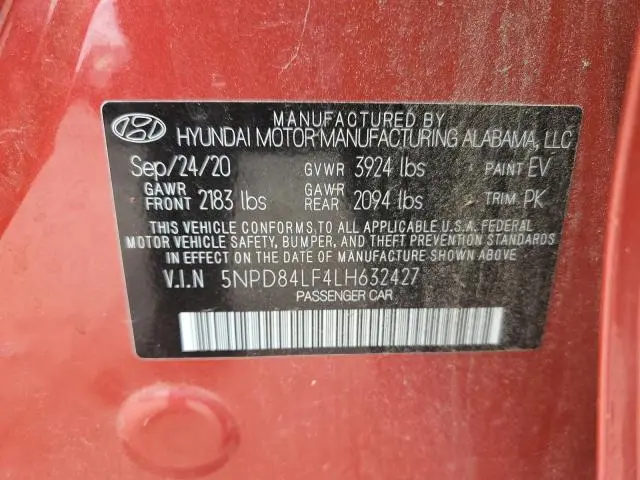 MANUFACTURED BY
HYUNDAI MOTOR MANUFACTURING ALABAMA, LLC
Sep/24/20 GVWR 3924 lbs PAINT EV
GAWR FRONT 2183 lbs GAWR REAR 2094 lbs TRIM PK
THIS VEHICLE CONFORMS TO ALL APPLICABLE U.S.A. FEDERAL
MOTOR VEHICLE SAFETY, BUMPER, AND THEFT PREVENTION STANDARDS
IN EFFECT ON THE DATE OF MANUFACTURE SHOWN ABOVE.
V.I.N 5NPD84LF4LH632427
PASSENGER CAR